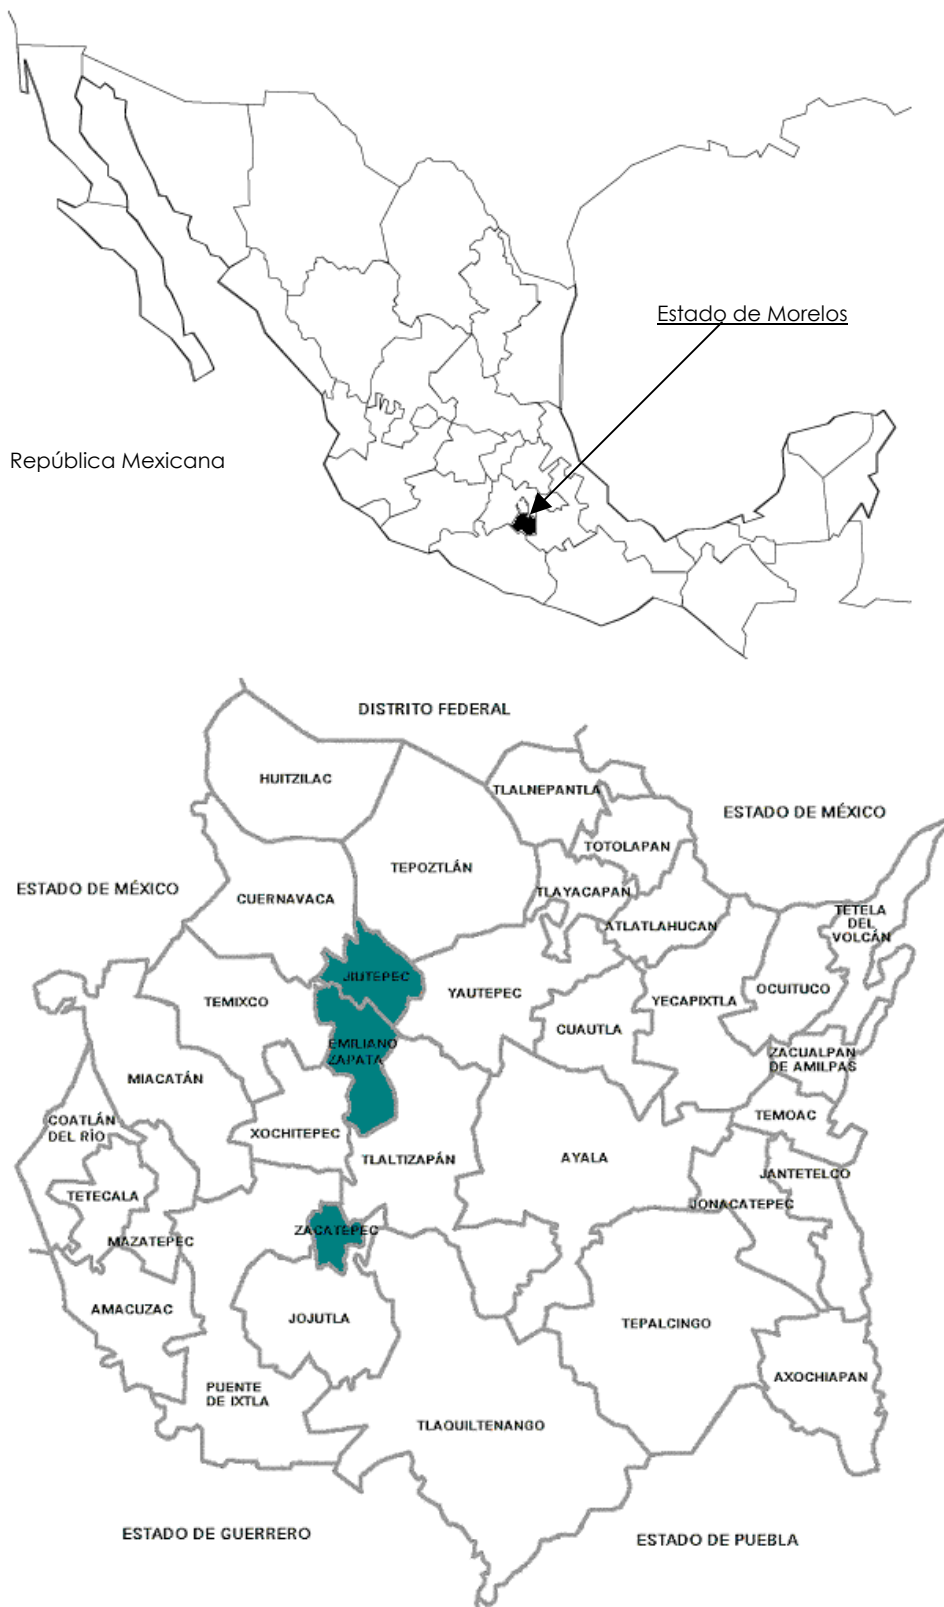 Estado de Morelos
República Mexicana
DISTRITO FEDERAL
HUITZILAC
TLALNEPANTLA
ESTADO DE MÉXICO
TOTOLAPAN
TEPOZTLÁN
ESTADO DE MÉXICO
CUERNAVACA
TLAYACAPAN
ATLATLAHUCAN
TETELA
DEL
VOLCÁN
JIUTEPEC
YAUTEPEC
OCUITUCO
TEMIXCO
YECAPIXTLA
CUAUTLA
EMILIANO
ZAPATA
ZACUALPAN
DE AMILPAS
MIACATÁN
COATLÁN
DEL RÍO
TEMOAC
XOCHITEPEC
TLALTIZAPÁN
AYALA
JANTETELCO
TETECALA
JONACATEPEC
ZACATEPEC
MAZATEPEC
AMACUZAC
JOJUTLA
TEPALCINGO
AXOCHIAPAN
PUENTE
DE IXTLA
TLAQUILTENANGO
ESTADO DE GUERRERO
ESTADO DE PUEBLA